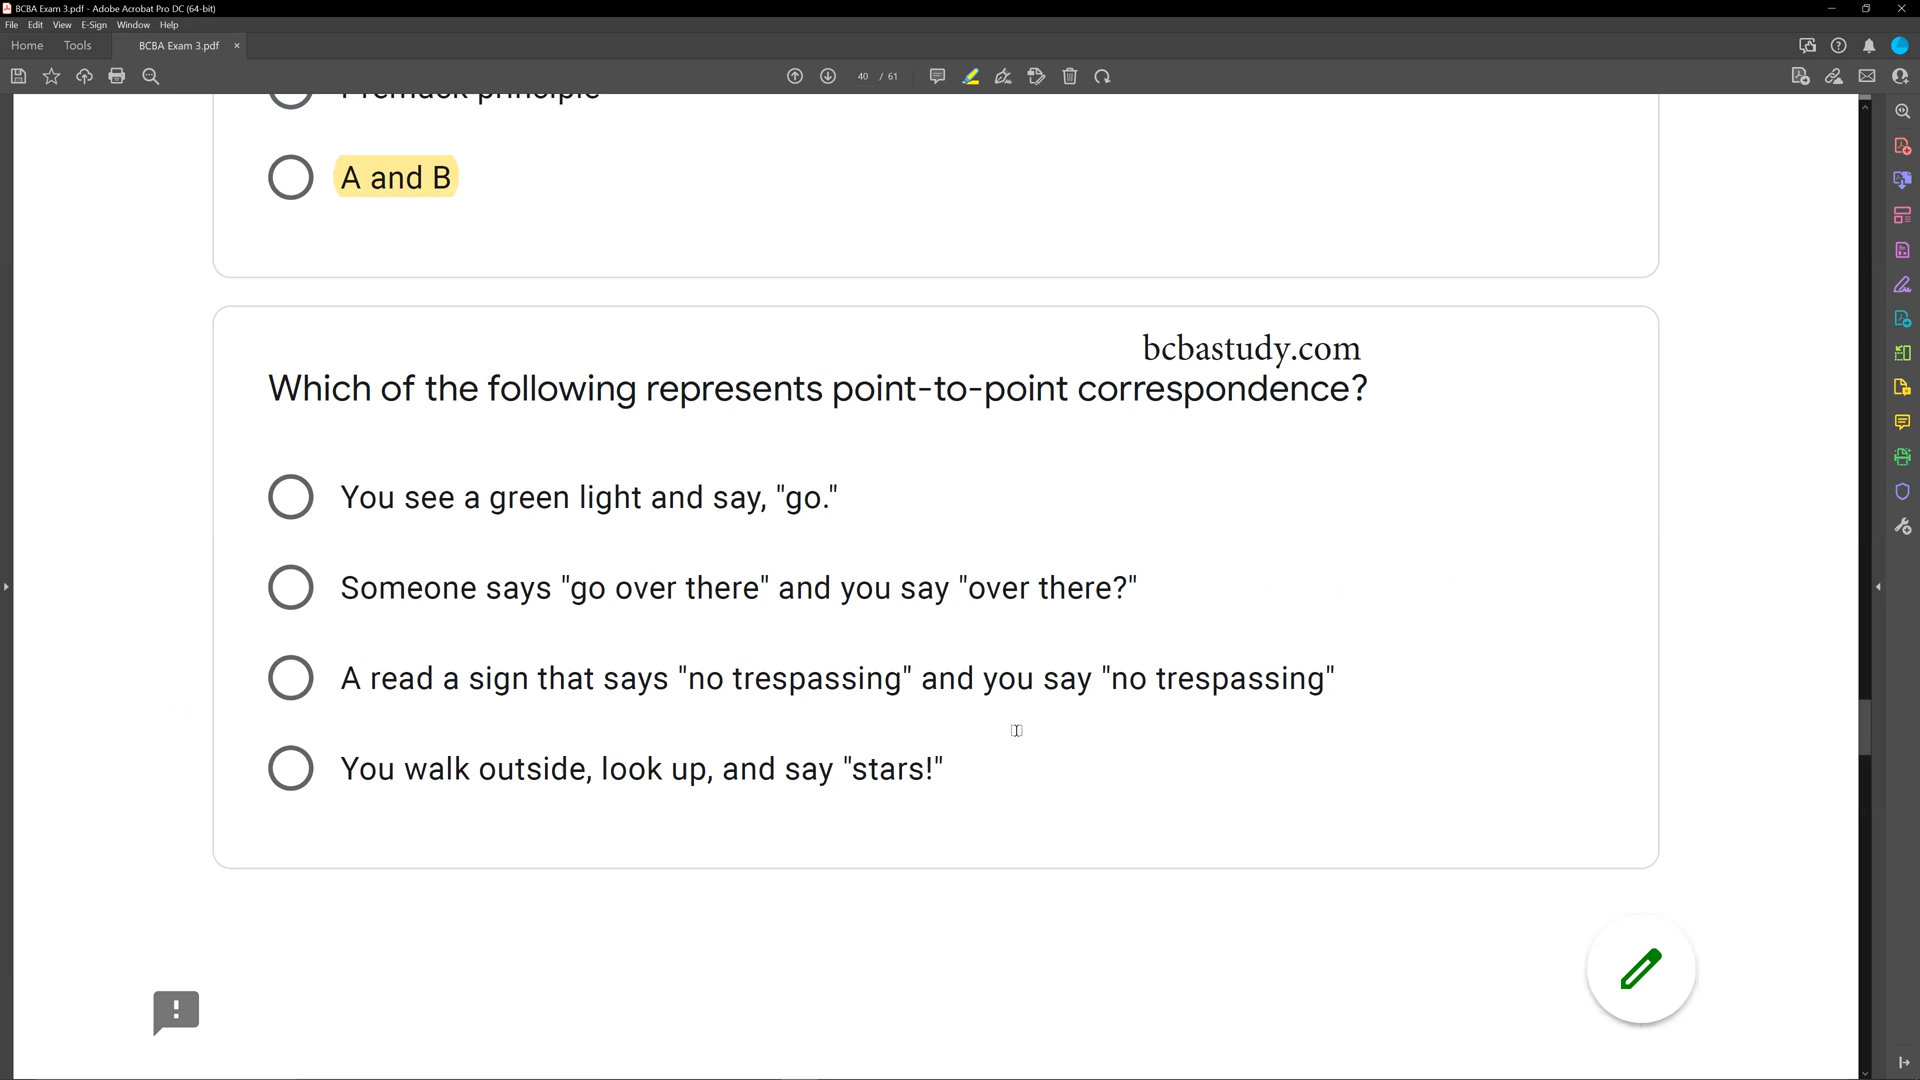 BCBA Exam 3.pdf - Adobe Acrobat Pro DC (64-bit)
File Edit View E-Sign Window Help
Home Tools BCBA Exam 3.pdf ×
40 / 61
Premack principle
A and B
bcbastudy.com
Which of the following represents point-to-point correspondence?
You see a green light and say, "go."
Someone says "go over there" and you say "over there?"
A read a sign that says "no trespassing" and you say "no trespassing"
You walk outside, look up, and say "stars!"